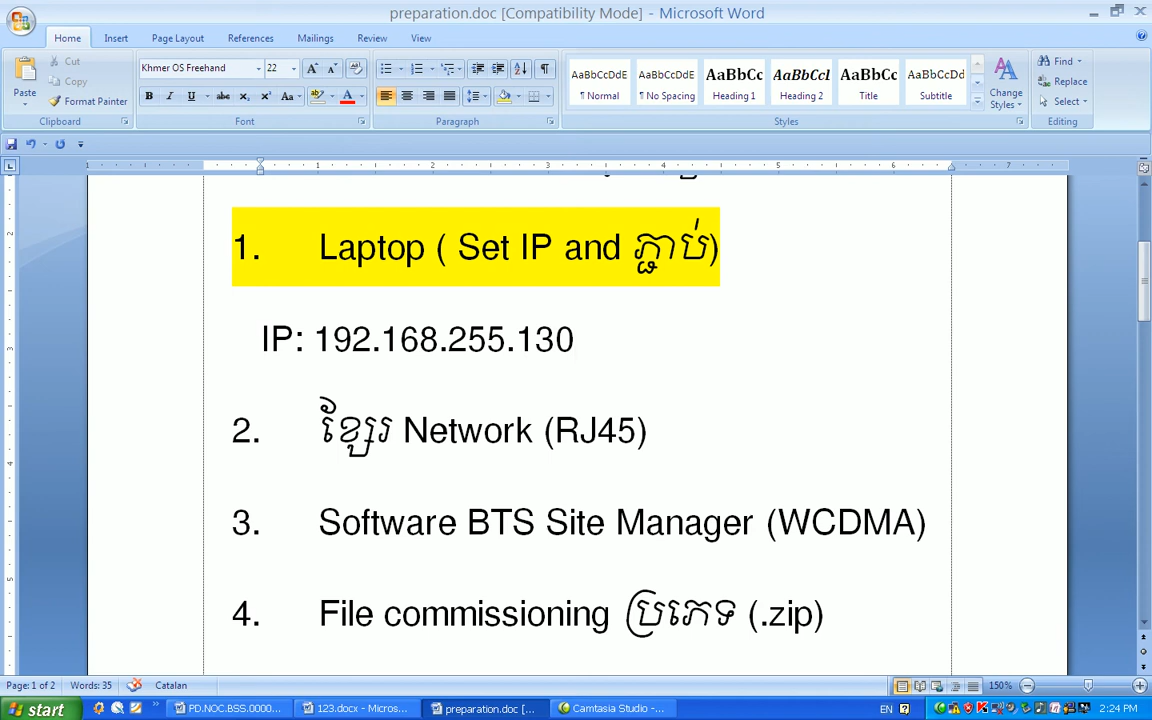 preparation.doc [Compatibility Mode] - Microsoft Word
Home Insert Page Layout References Mailings Review View
Paste
Cut
Copy
Format Painter
Clipboard
Khmer OS Freehand 22
Font
Paragraph
AaBbCcDdE AaBbCcDdE AaBbCc AaBbCcI AaBbCc AaBbCcDd
¶ Normal ¶ No Spacing Heading 1 Heading 2 Title Subtitle
Change Styles
Styles
Find
Replace
Select
Editing
1. Laptop ( Set IP and ភ្ជាប់)
IP: 192.168.255.130
2. ខ្សែរ Network (RJ45)
3. Software BTS Site Manager (WCDMA)
4. File commissioning ប្រភេទ (.zip)
Page: 1 of 2 Words: 35 Catalan 150%
start PD.NOC.BSS.0000... 123.docx - Microsof... preparation.doc [... Camtasia Studio - ... EN 2:24 PM